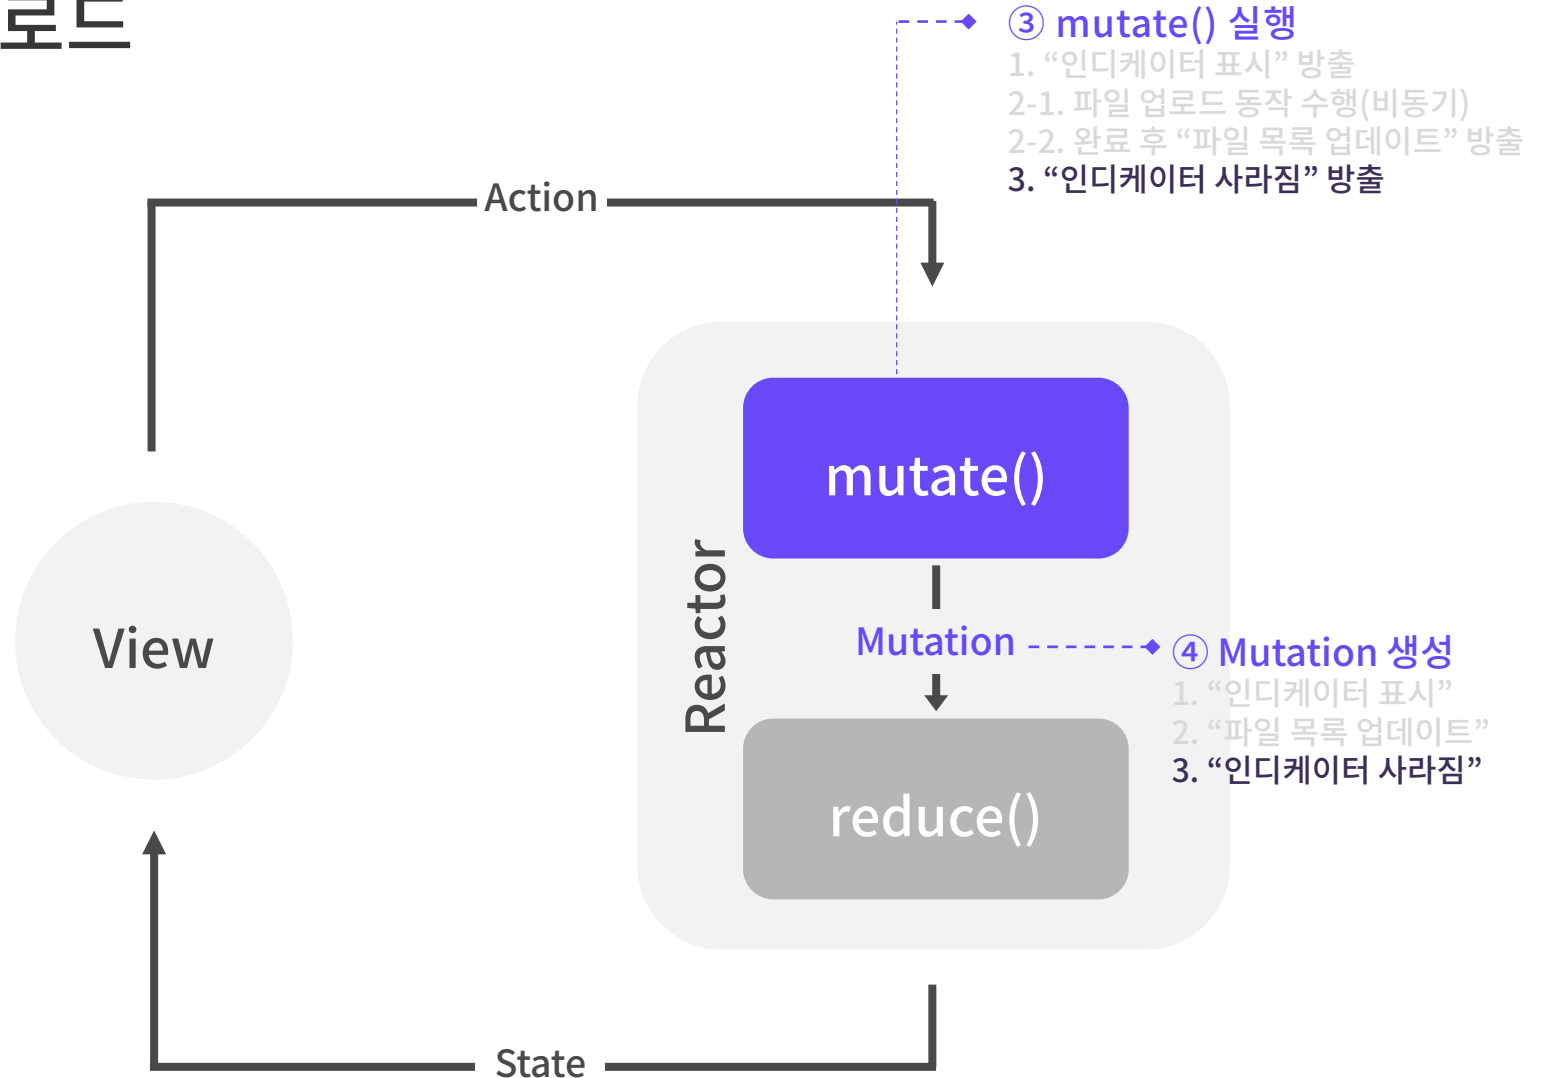 로드
③ mutate() 실행
1. “인디케이터 표시” 방출
2-1. 파일 업로드 동작 수행(비동기)
2-2. 완료 후 “파일 목록 업데이트” 방출
3. “인디케이터 사라짐” 방출
Action
mutate()
View
Reactor
Mutation
④ Mutation 생성
1. “인디케이터 표시”
2. “파일 목록 업데이트”
3. “인디케이터 사라짐”
reduce()
State